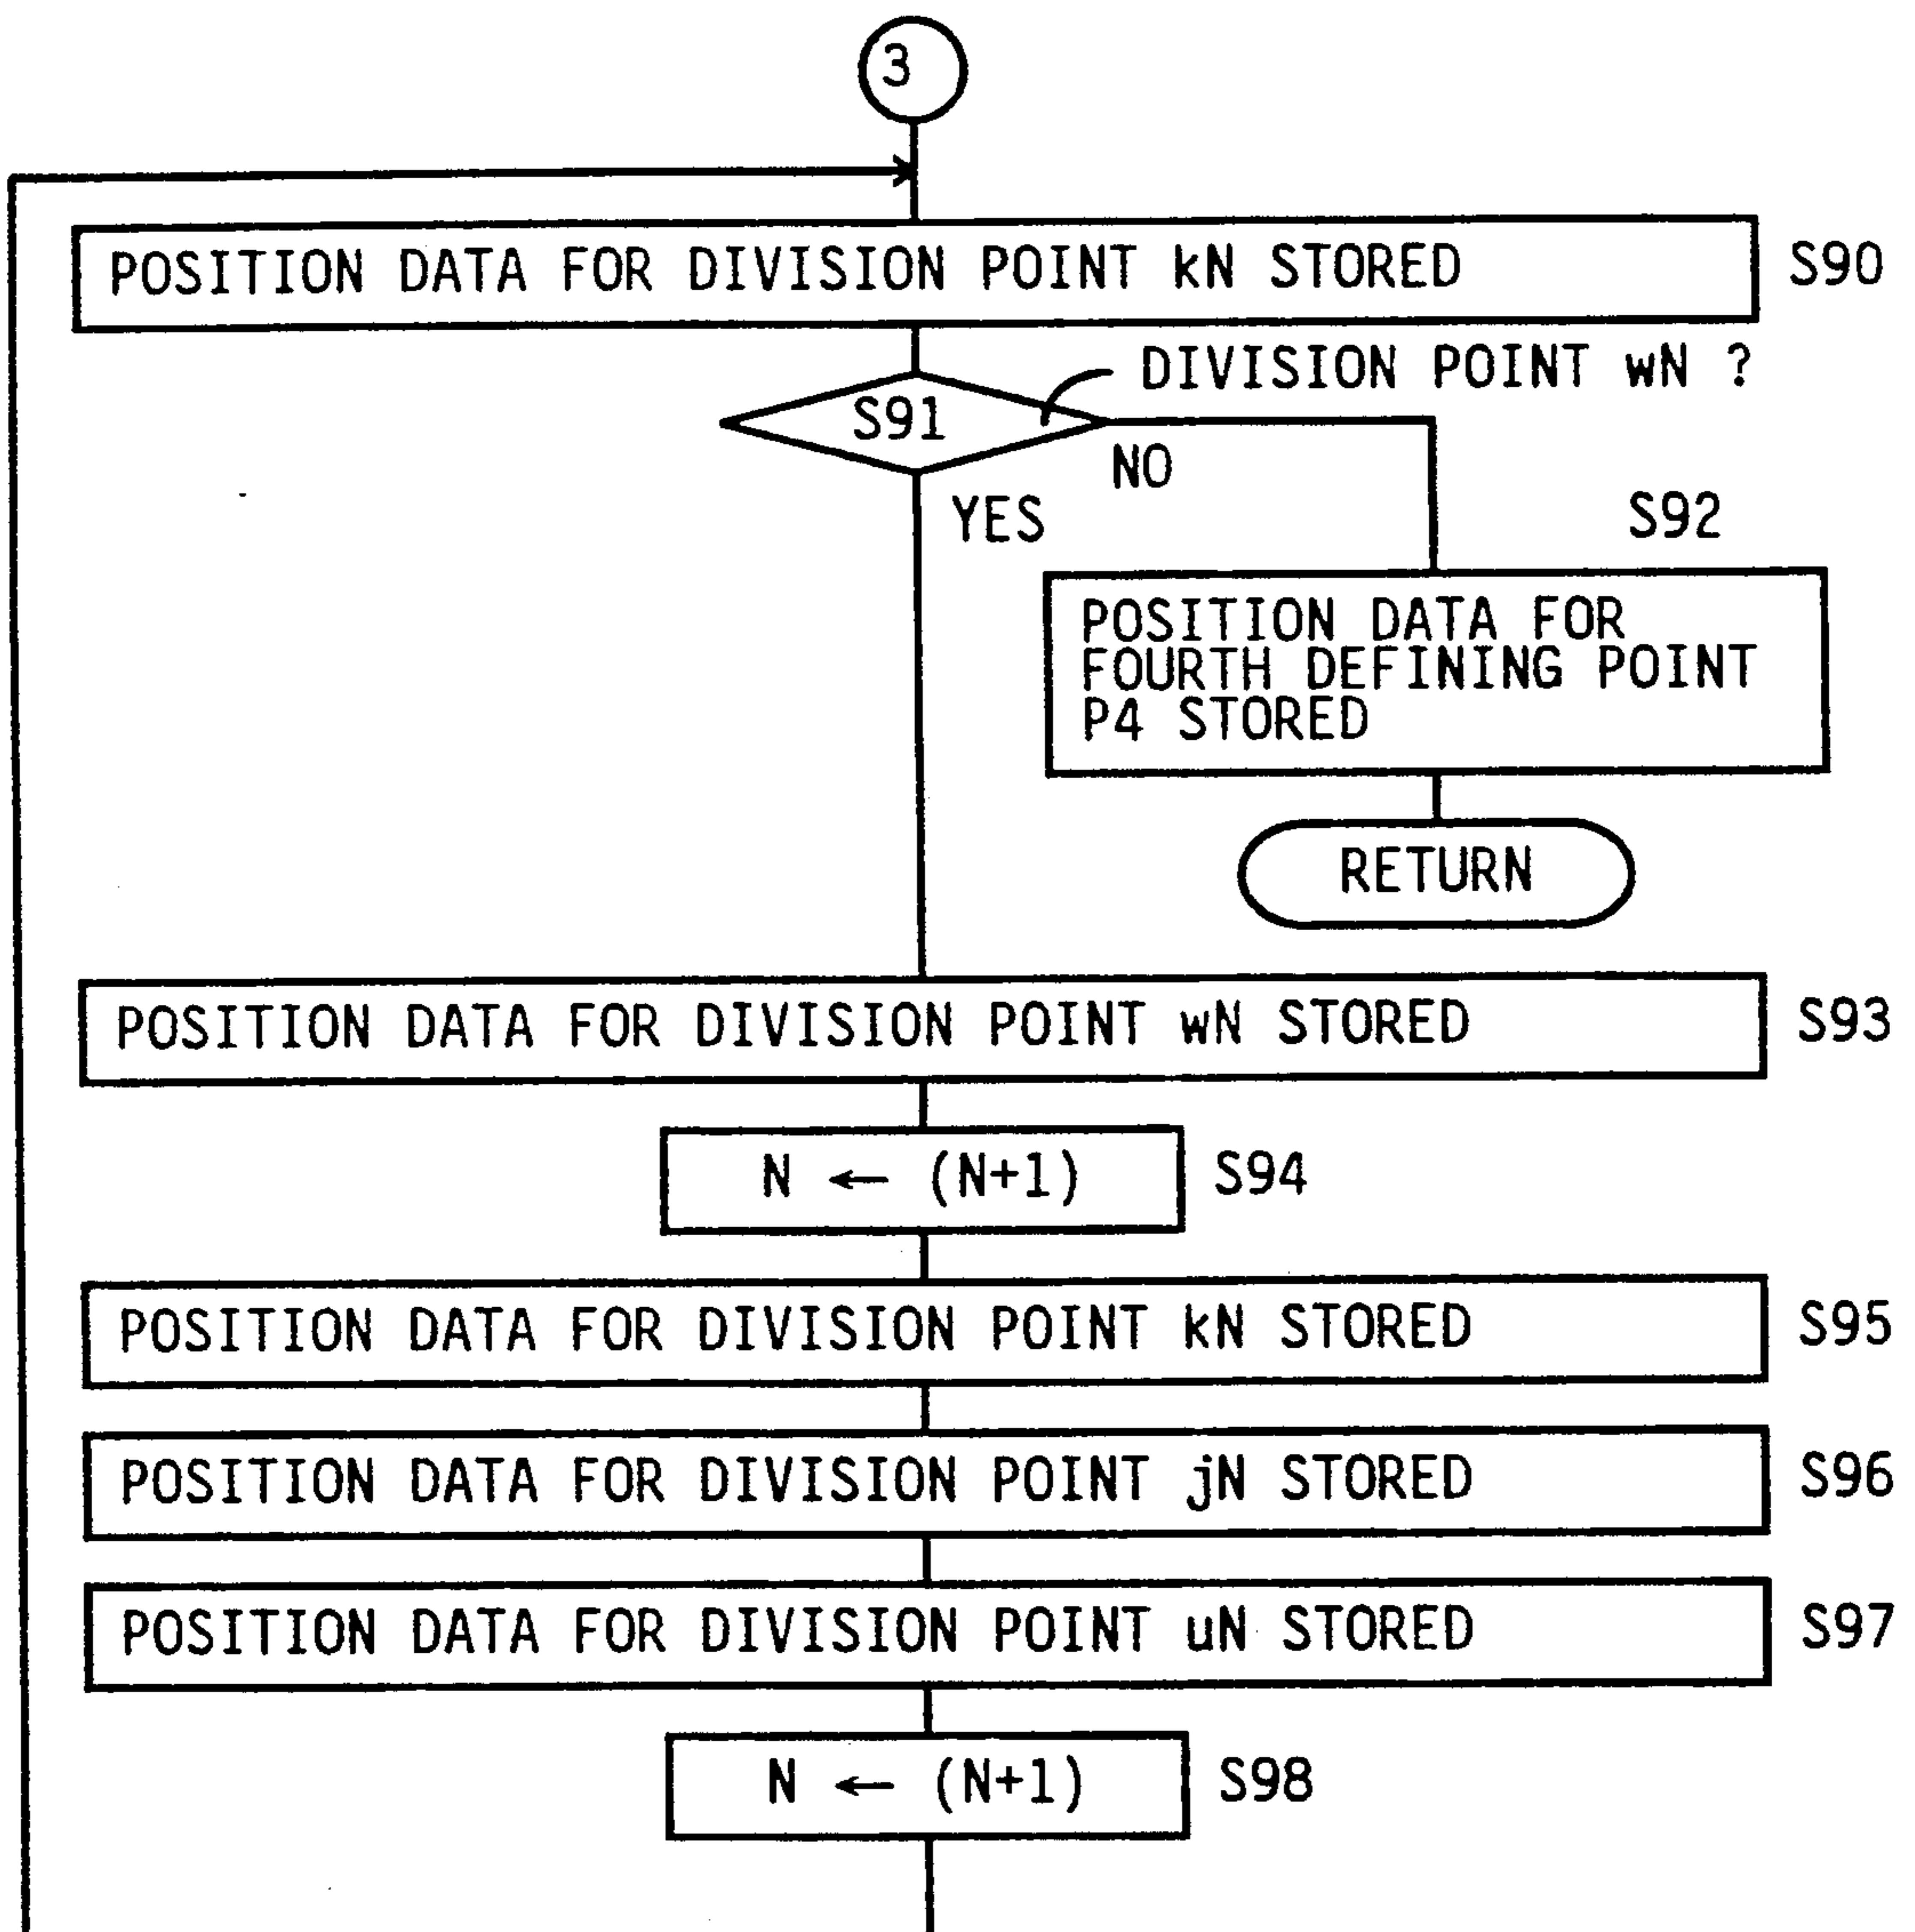 3
POSITION DATA FOR DIVISION POINT kN STORED
S90
DIVISION POINT wN ?
S91
NO
YES
S92
POSITION DATA FOR
FOURTH DEFINING POINT
P4 STORED
RETURN
POSITION DATA FOR DIVISION POINT wN STORED
S93
N ← (N+1)
S94
POSITION DATA FOR DIVISION POINT kN STORED
S95
POSITION DATA FOR DIVISION POINT jN STORED
S96
POSITION DATA FOR DIVISION POINT uN STORED
S97
N ← (N+1)
S98